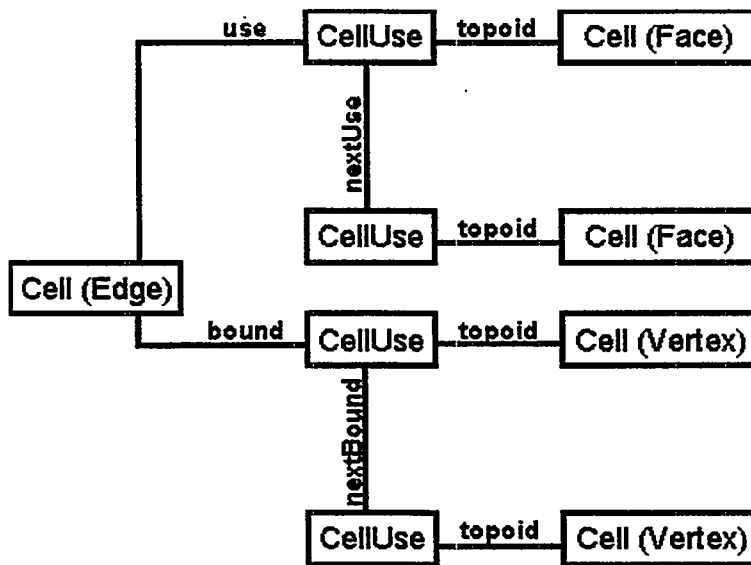 use CellUse topoid Cell (Face)
nextUse
CellUse topoid Cell (Face)
Cell (Edge)
bound CellUse topoid Cell (Vertex)
nextBound
CellUse topoid Cell (Vertex)